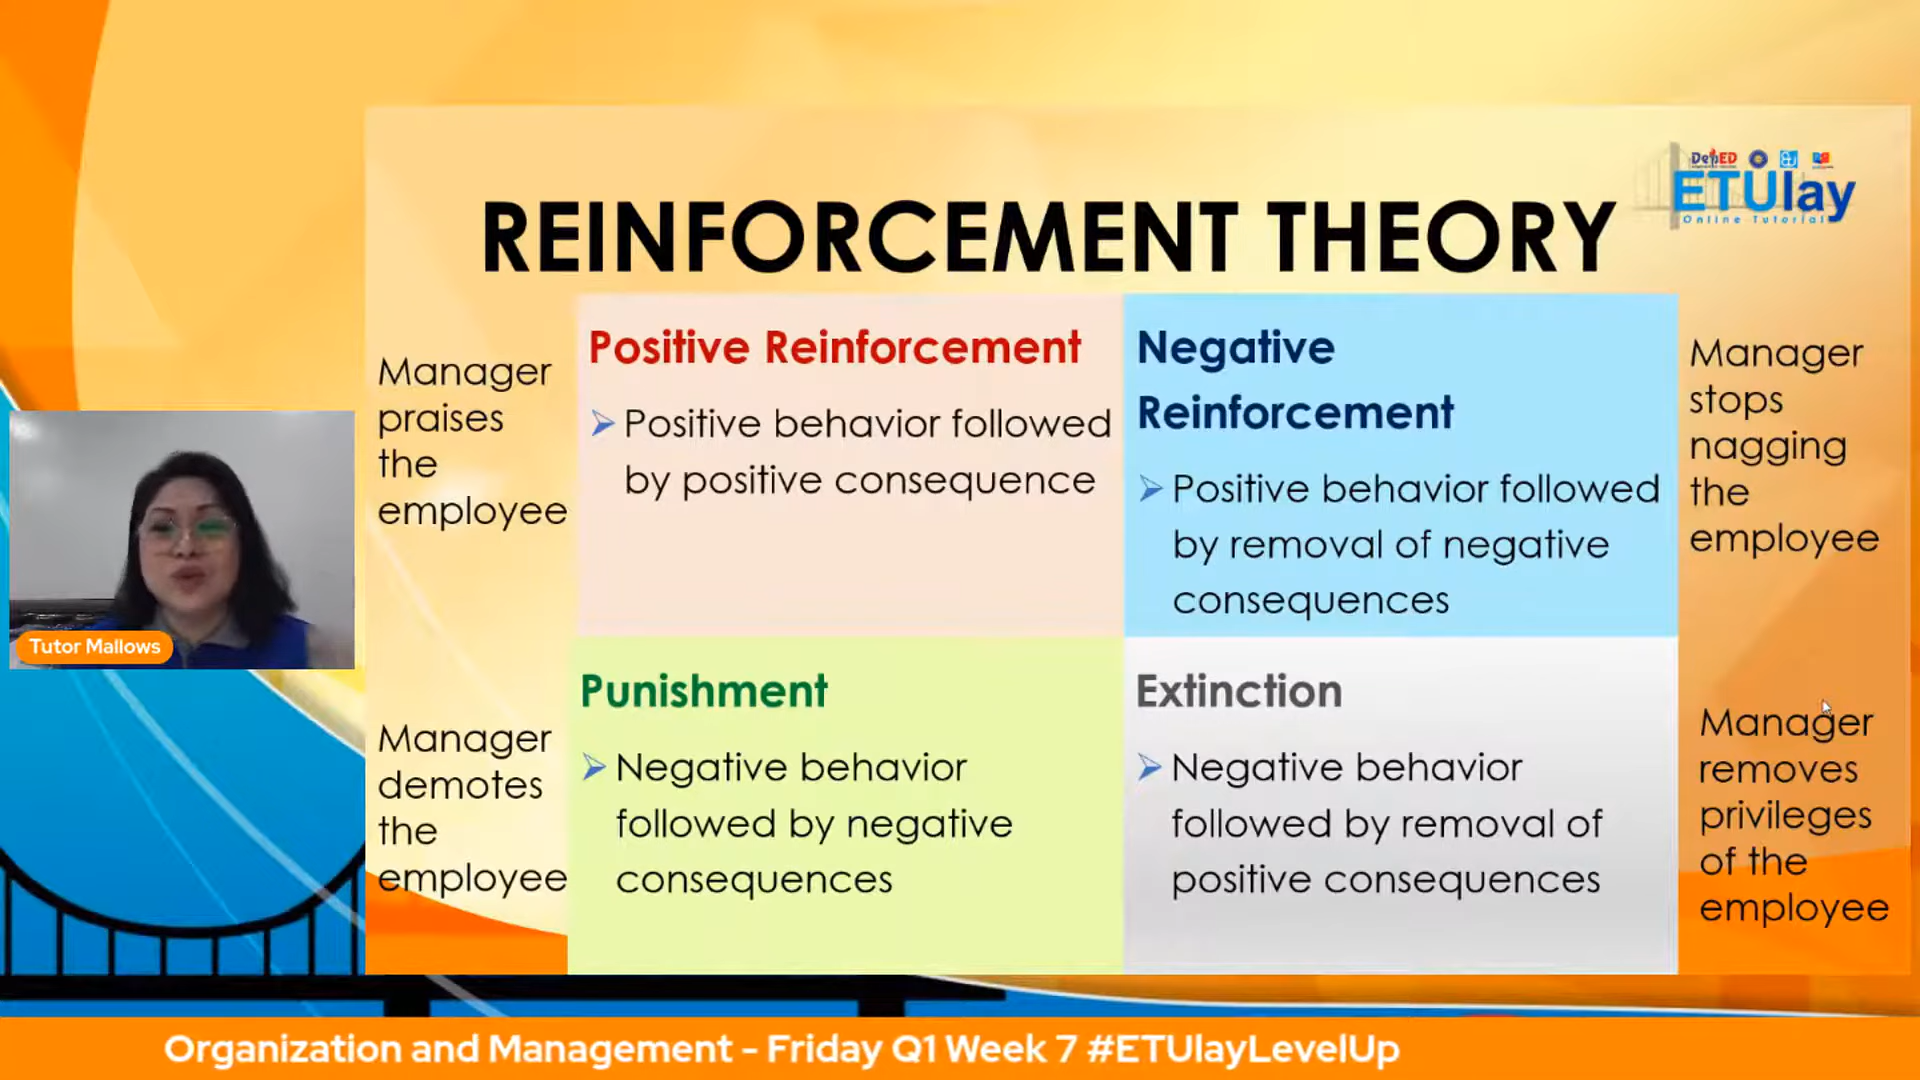 DepED
ETUlay
Online Tutorial
REINFORCEMENT THEORY
Manager
praises
the
employee
Positive Reinforcement
Positive behavior followed
by positive consequence
Negative
Reinforcement
Positive behavior followed
by removal of negative
consequences
Manager
stops
nagging
the
employee
Tutor Mallows
Manager
demotes
the
employee
Punishment
Negative behavior
followed by negative
consequences
Extinction
Negative behavior
followed by removal of
positive consequences
Manager
removes
privileges
of the
employee
Organization and Management - Friday Q1 Week 7 #ETUlayLevelUp